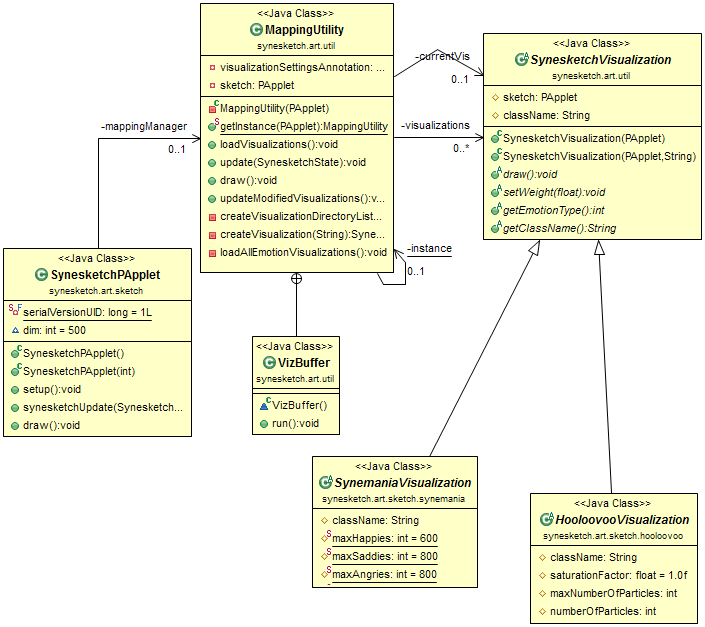 <<Java Class>>
MappingUtility
synesketch.art.util
visualizationSettingsAnnotation: ...
sketch: PApplet
MappingUtility(PApplet)
getInstance(PApplet):MappingUtility
loadVisualizations():void
update(SynesketchState):void
draw():void
updateModifiedVisualizations():v...
createVisualizationDirectoryList...
createVisualization(String):Syne...
loadAllEmotionVisualizations():void
-currentVis
0..1
-visualizations
0..*
-instance
0..1
-mappingManager
0..1
<<Java Class>>
SynesketchVisualization
synesketch.art.util
sketch: PApplet
className: String
SynesketchVisualization(PApplet)
SynesketchVisualization(PApplet,String)
draw():void
setWeight(float):void
getEmotionType():int
getClassName():String
<<Java Class>>
SynesketchPApplet
synesketch.art.sketch
serialVersionUID: long = 1L
dim: int = 500
SynesketchPApplet()
SynesketchPApplet(int)
setup():void
synesketchUpdate(Synesketch...
draw():void
<<Java Class>>
VizBuffer
synesketch.art.util
VizBuffer()
run():void
<<Java Class>>
SynemaniaVisualization
synesketch.art.sketch.synemania
className: String
maxHappies: int = 600
maxSaddies: int = 800
maxAngries: int = 800
<<Java Class>>
HooloovooVisualization
synesketch.art.sketch.hooloovoo
className: String
saturationFactor: float = 1.0f
maxNumberOfParticles: int
numberOfParticles: int